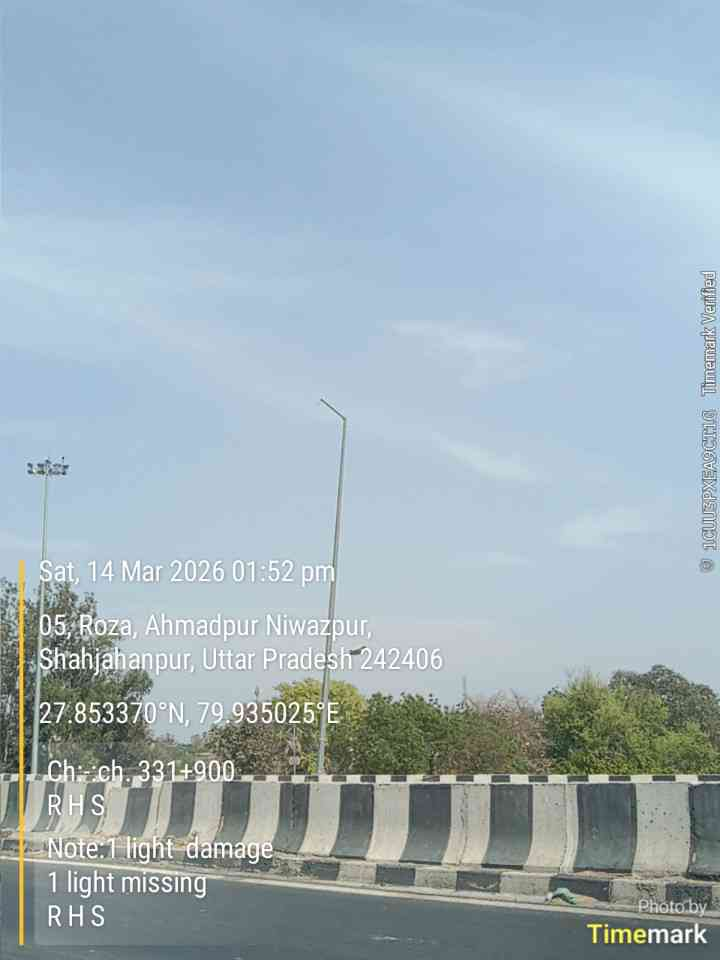 Sat, 14 Mar 2026 01:52 pm
05, Roza, Ahmadpur Niwazpur,
Shahjahanpur, Uttar Pradesh 242406
27.853370°N, 79.935025°E
Ch:-:ch. 331+900
R H S
Note:1 light damage
1 light missing
R H S
Photo by
Timemark
© 1CUU3PXEA9CT1G Timemark Verified